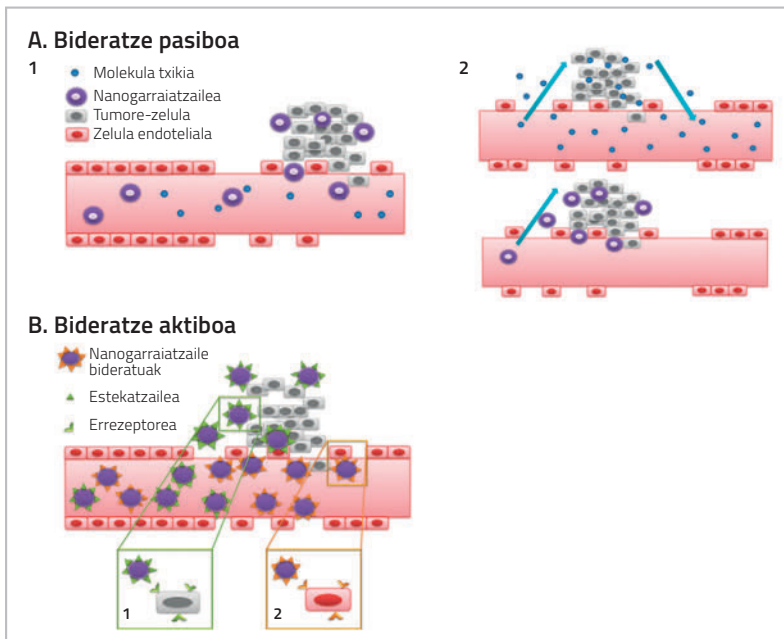 A. Bideratze pasiboa
1
Molekula txikia
Nanogarraiatzailea
Tumore-zelula
Zelula endoteliala
2
B. Bideratze aktiboa
Nanogarraiatzaile
bideratuak
Estekatzailea
Errezeptorea
1
2